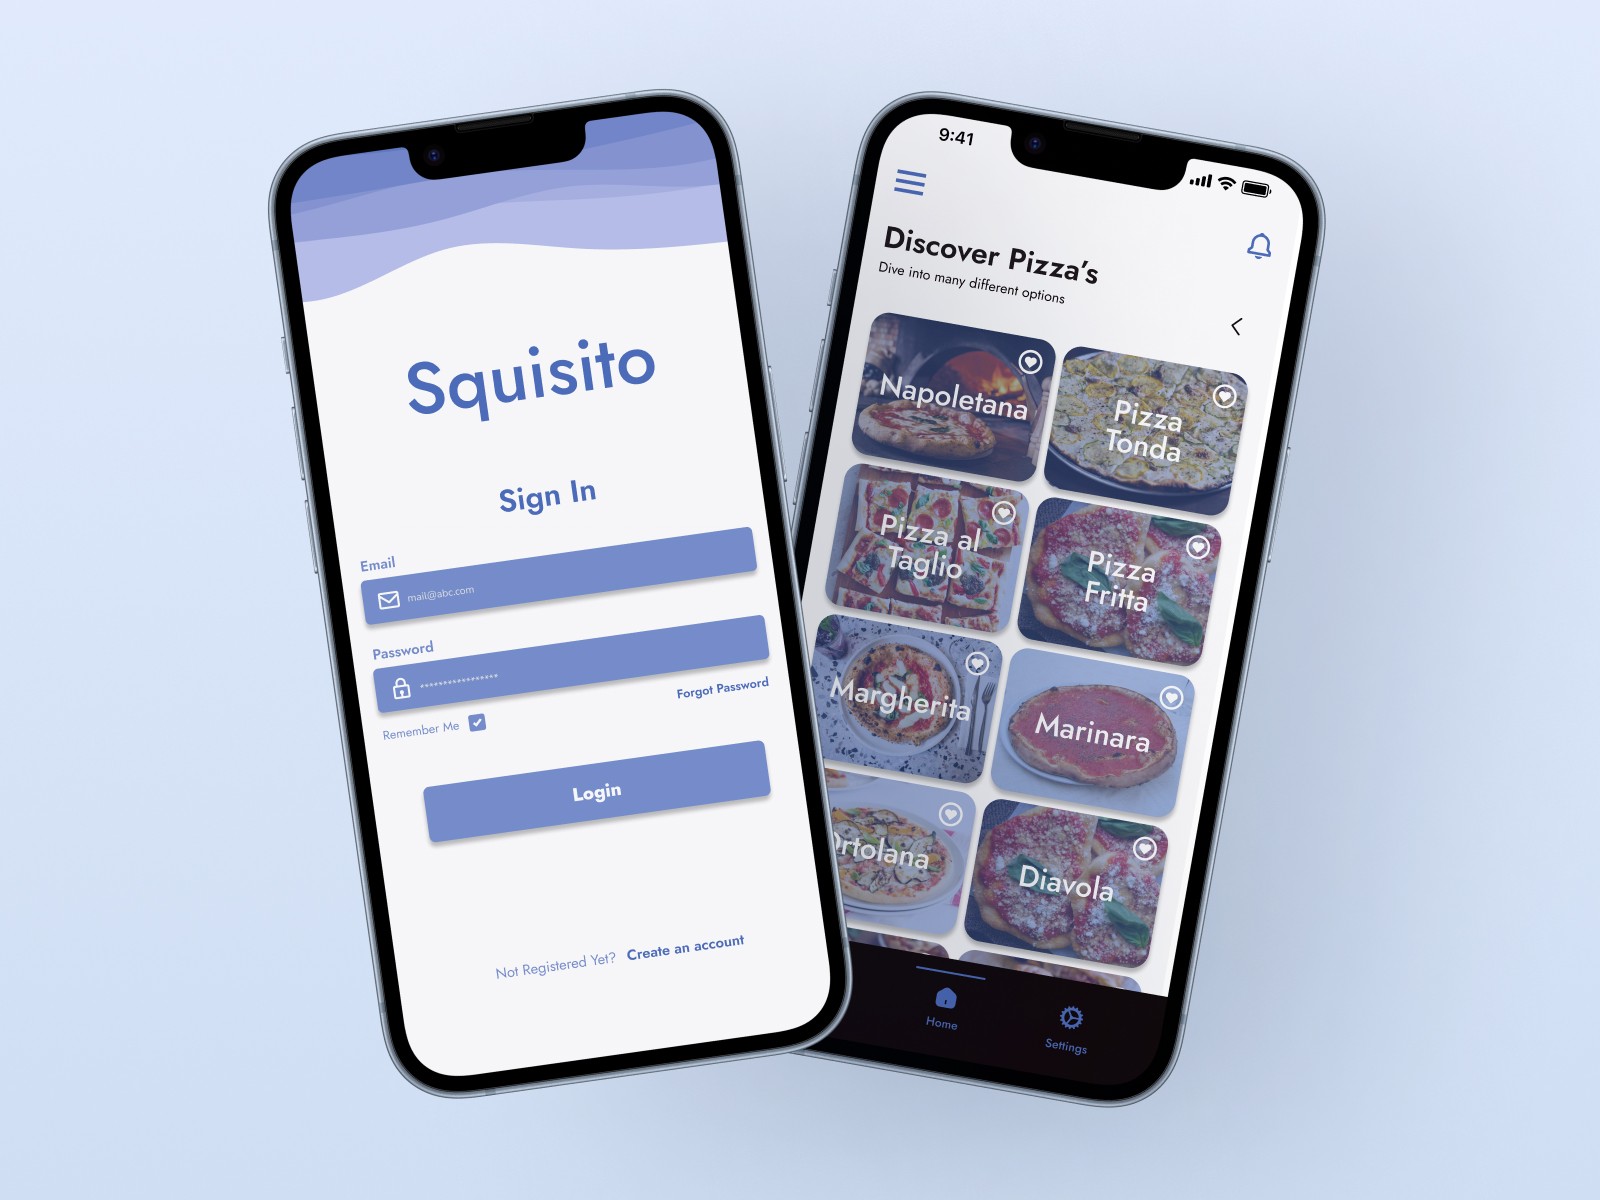 Squisito
Sign In
Email
mail@abc.com
Password
Forgot Password
Remember Me
Login
Not Registered Yet? Create an account
9:41
Discover Pizza's
Dive into many different options
Napoletana
Pizza
Tonda
Pizza al
Taglio
Pizza
Fritta
Margherita
Marinara
Ortolana
Diavola
Home
Settings